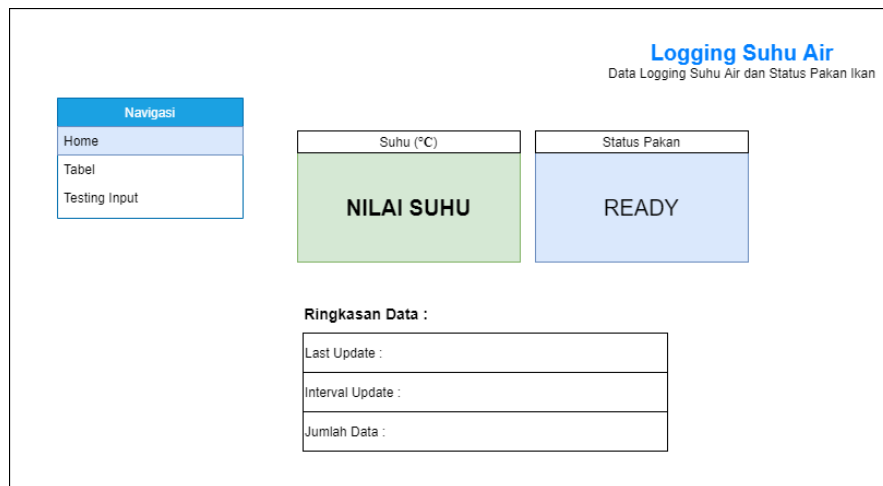 Logging Suhu Air
Data Logging Suhu Air dan Status Pakan Ikan
Navigasi
Home
Tabel
Testing Input
Suhu (°C)
NILAI SUHU
Status Pakan
READY
Ringkasan Data :
Last Update :
Interval Update :
Jumlah Data :